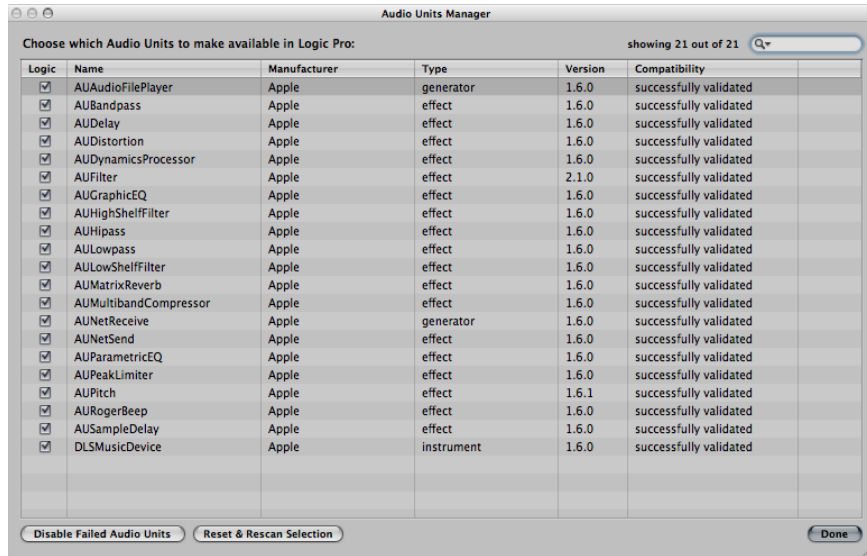 Audio Units Manager
Choose which Audio Units to make available in Logic Pro: showing 21 out of 21
Logic Name Manufacturer Type Version Compatibility
AUAudioFilePlayer Apple generator 1.6.0 successfully validated
AUBandpass Apple effect 1.6.0 successfully validated
AUDelay Apple effect 1.6.0 successfully validated
AUDistortion Apple effect 1.6.0 successfully validated
AUDynamicsProcessor Apple effect 1.6.0 successfully validated
AUFilter Apple effect 2.1.0 successfully validated
AUGraphicEQ Apple effect 1.6.0 successfully validated
AUHighShelfFilter Apple effect 1.6.0 successfully validated
AUHipass Apple effect 1.6.0 successfully validated
AULowpass Apple effect 1.6.0 successfully validated
AULowShelfFilter Apple effect 1.6.0 successfully validated
AUMatrixReverb Apple effect 1.6.0 successfully validated
AUMultibandCompressor Apple effect 1.6.0 successfully validated
AUNetReceive Apple generator 1.6.0 successfully validated
AUNetSend Apple effect 1.6.0 successfully validated
AUParametricEQ Apple effect 1.6.0 successfully validated
AUPeakLimiter Apple effect 1.6.0 successfully validated
AUPitch Apple effect 1.6.1 successfully validated
AURogerBeep Apple effect 1.6.0 successfully validated
AUSampleDelay Apple effect 1.6.0 successfully validated
DLSMusicDevice Apple instrument 1.6.0 successfully validated
Disable Failed Audio Units Reset & Rescan Selection Done